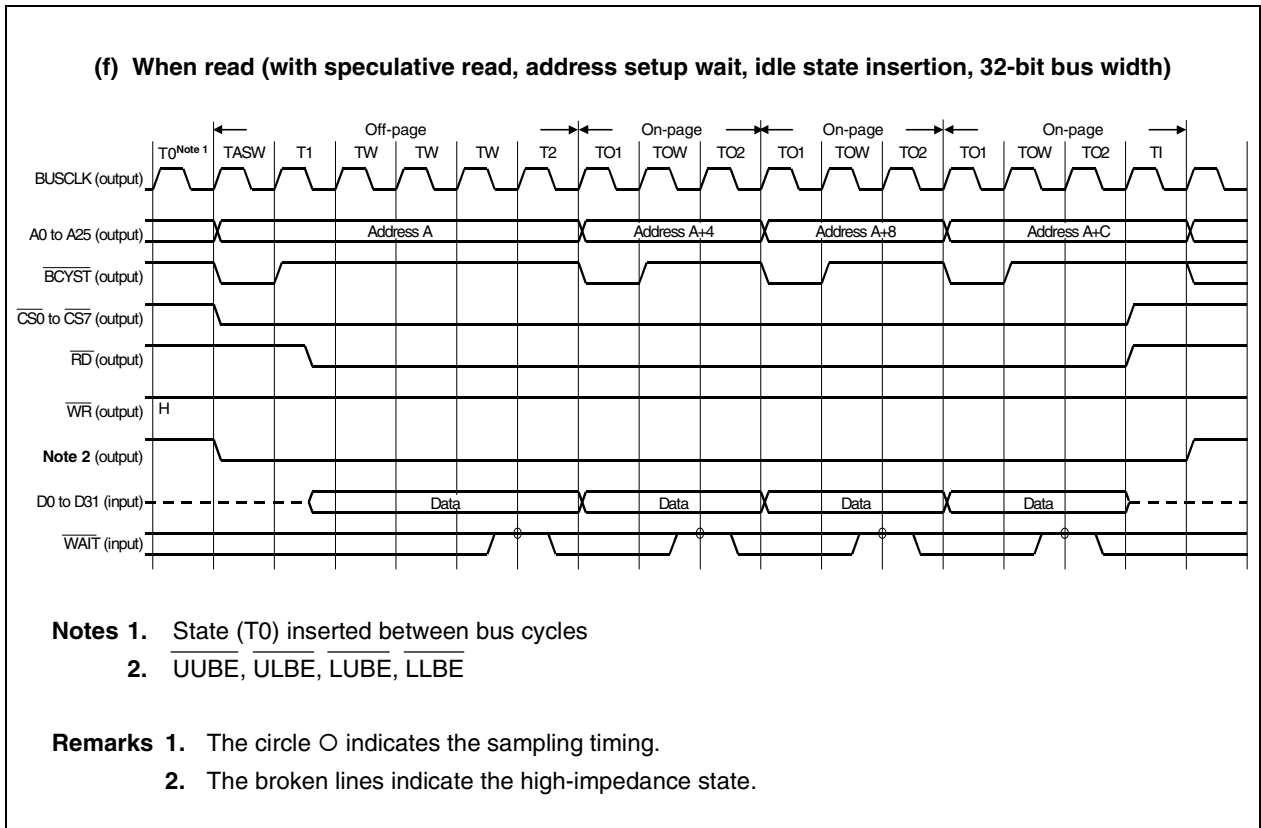 (f) When read (with speculative read, address setup wait, idle state insertion, 32-bit bus width)
Off-page On-page On-page On-page
T0Note 1 TASW T1 TW TW TW T2 TO1 TOW TO2 TO1 TOW TO2 TO1 TOW TO2 TI
BUSCLK (output)
A0 to A25 (output) Address A Address A+4 Address A+8 Address A+C
BCYST (output)
CS0 to CS7 (output)
RD (output)
WR (output) H
Note 2 (output)
D0 to D31 (input) Data Data Data Data
WAIT (input)
Notes 1. State (T0) inserted between bus cycles
2. UUBE, ULBE, LUBE, LLBE
Remarks 1. The circle O indicates the sampling timing.
2. The broken lines indicate the high-impedance state.